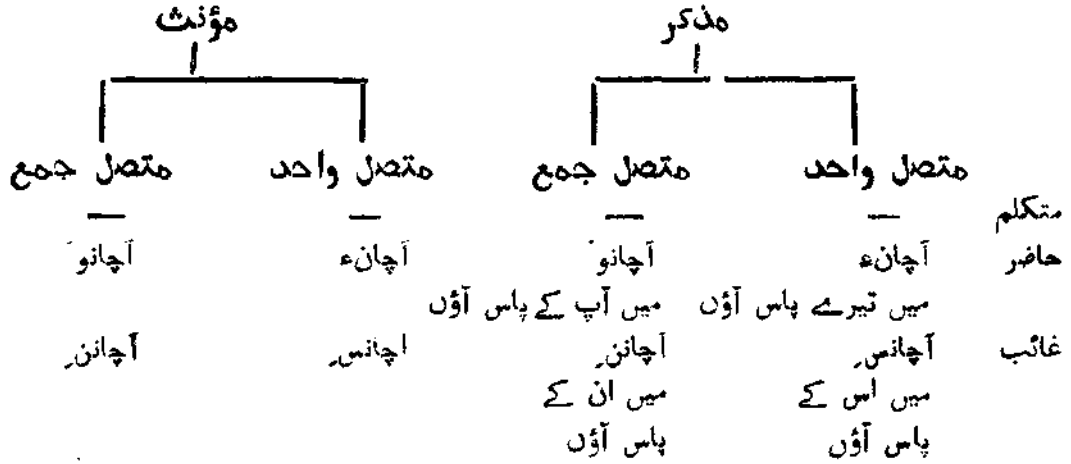 مذکر مؤنث
متصل واحد متصل جمع متصل واحد متصل جمع
متکلم — — — —
حاضر آچانء آچانوَ آچانء آچانوَ
میں تیرے پاس آؤں میں آپ کے پاس آؤں
غائب آچانسِ آچاننِ اچانسِ آچاننِ
میں اس کے میں ان کے
پاس آؤں پاس آؤں